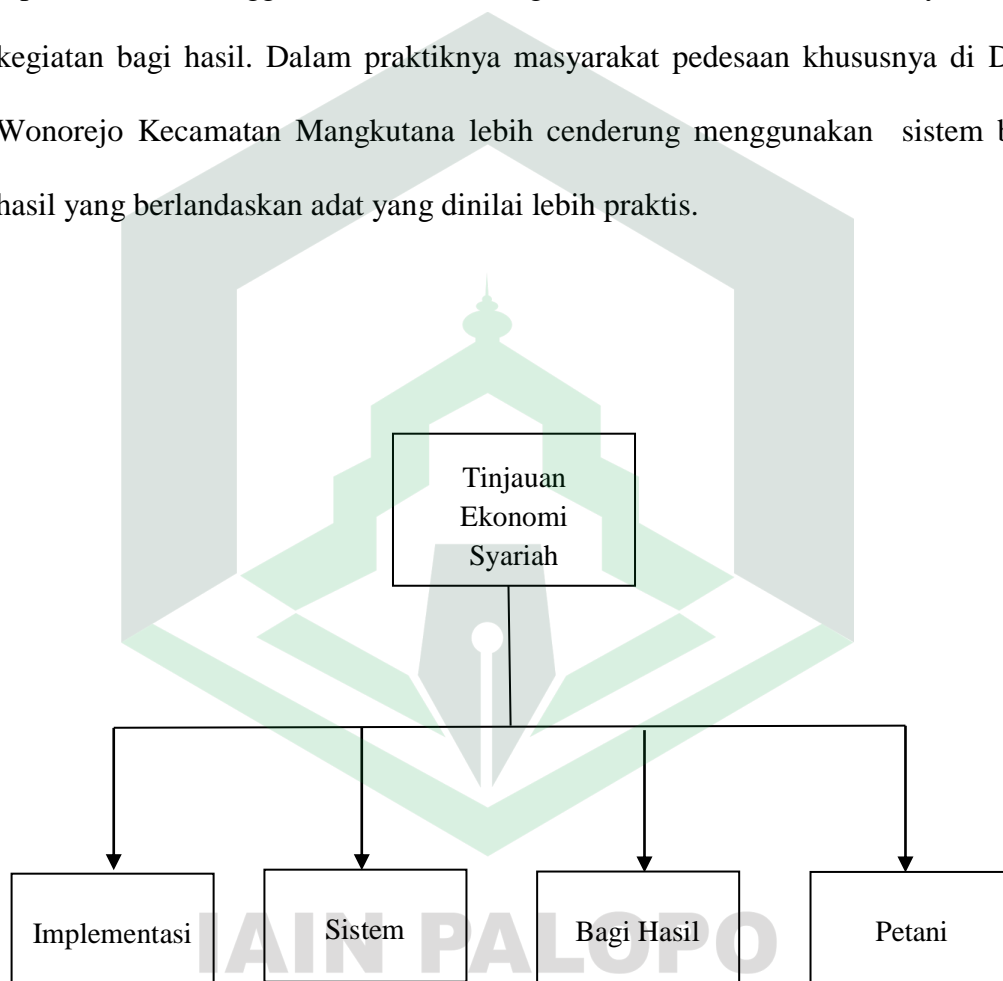 kegiatan bagi hasil. Dalam praktiknya masyarakat pedesaan khususnya di
Wonorejo Kecamatan Mangkutana lebih cenderung menggunakan sistem
hasil yang berlandaskan adat yang dinilai lebih praktis.
Tinjauan
Ekonomi
Syariah
Implementasi
Sistem
Bagi Hasil
Petani
IAIN PALOPO